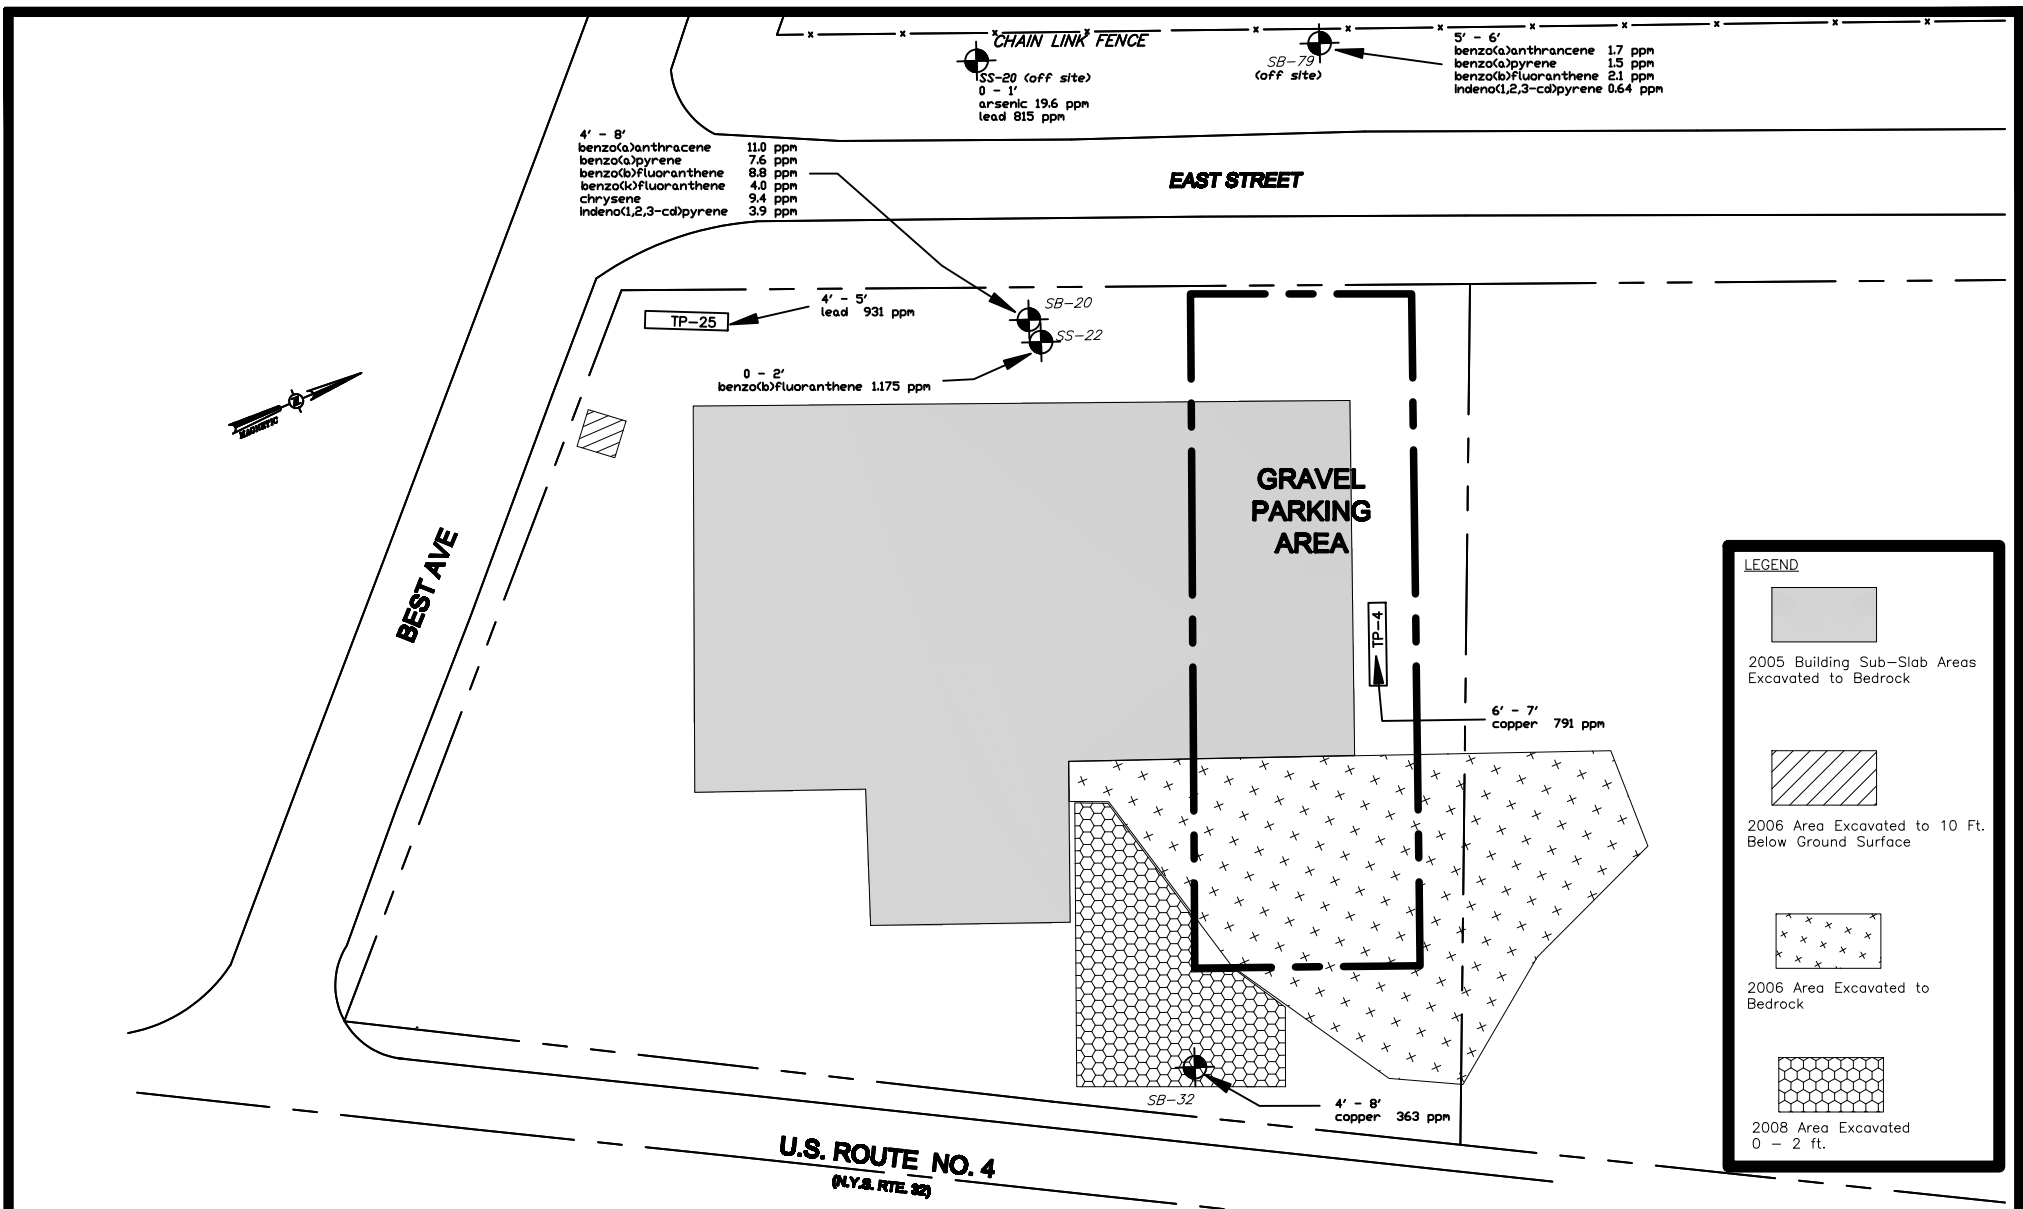 CHAIN LINK FENCE
SS-20 (off site)
0 - 1'
arsenic 19.6 ppm
lead 815 ppm
SB-79
(off site)
5' - 6'
benzo(a)anthrancene 1.7 ppm
benzo(a)pyrene 1.5 ppm
benzo(b)fluoranthene 2.1 ppm
indeno(1,2,3-cd)pyrene 0.64 ppm
4' - 8'
benzo(a)anthracene 11.0 ppm
benzo(a)pyrene 7.6 ppm
benzo(b)fluoranthene 8.8 ppm
benzo(k)fluoranthene 4.0 ppm
chrysene 9.4 ppm
indeno(1,2,3-cd)pyrene 3.9 ppm
EAST STREET
TP-25
4' - 5'
lead 931 ppm
SB-20
SS-22
0 - 2'
benzo(b)fluoranthene 1.175 ppm
MAGNETIC
BEST AVE
GRAVEL
PARKING
AREA
TP-4
6' - 7'
copper 791 ppm
SB-32
4' - 8'
copper 363 ppm
U.S. ROUTE NO. 4
(N.Y.S. RTE. 32)
LEGEND
2005 Building Sub-Slab Areas
Excavated to Bedrock
2006 Area Excavated to 10 Ft.
Below Ground Surface
2006 Area Excavated to
Bedrock
2008 Area Excavated
0 - 2 ft.